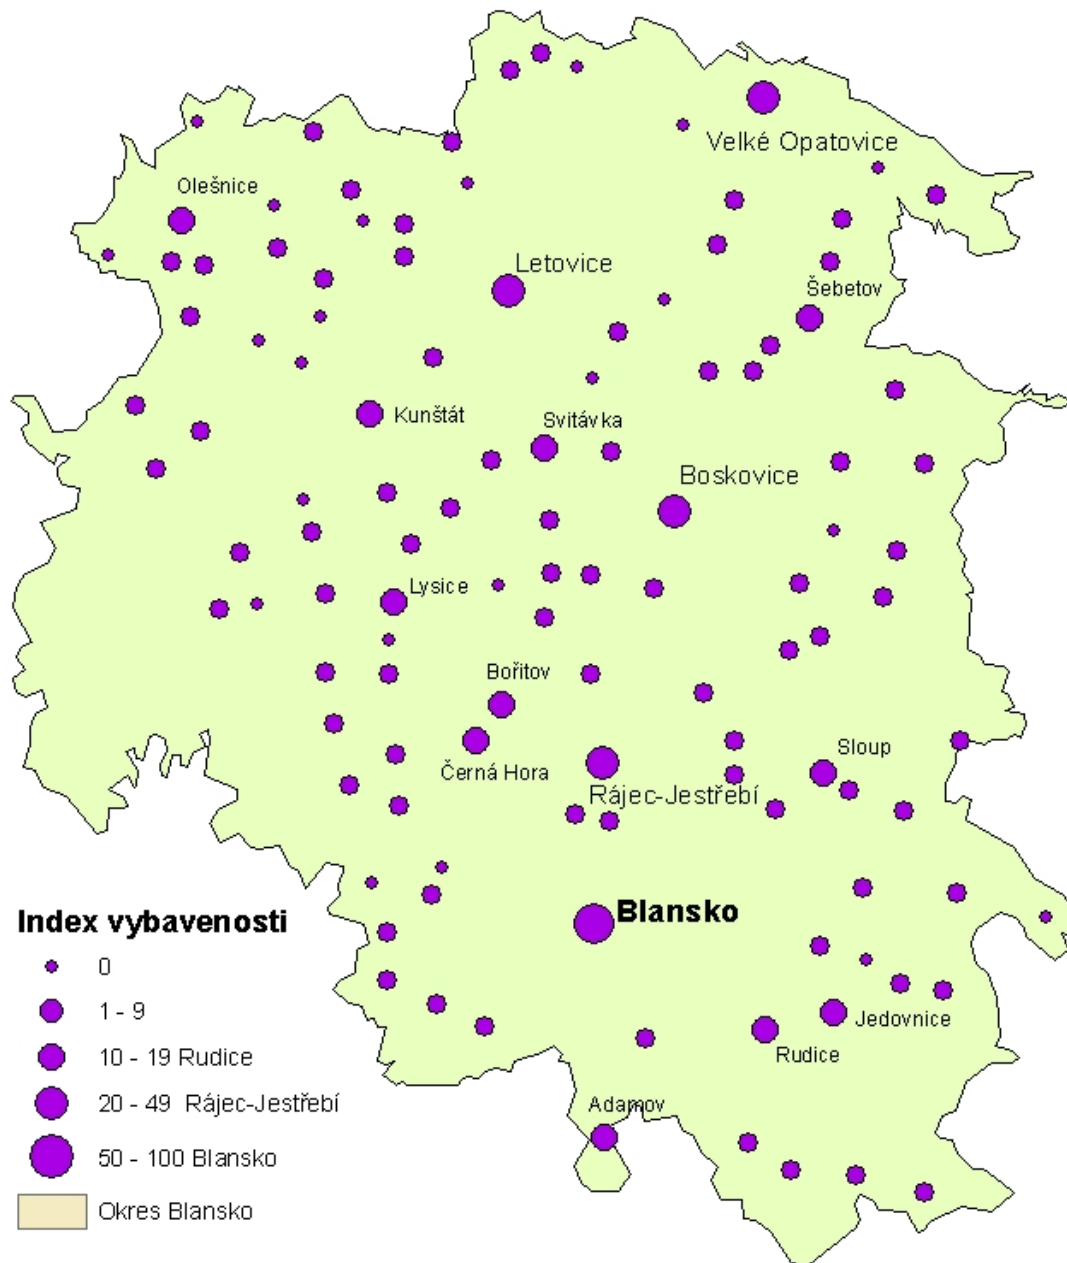 Velké Opatovice
Olešnice
Letovice
Šebetov
Kunštát
Svitávka
Boskovice
Lysice
Bořitov
Sloup
Černá Hora
Rájec-Jestřebí
Blansko
Jedovnice
Rudice
Adamov
Index vybavenosti
0
1 - 9
10 - 19 Rudice
20 - 49 Rájec-Jestřebí
50 - 100 Blansko
Okres Blansko